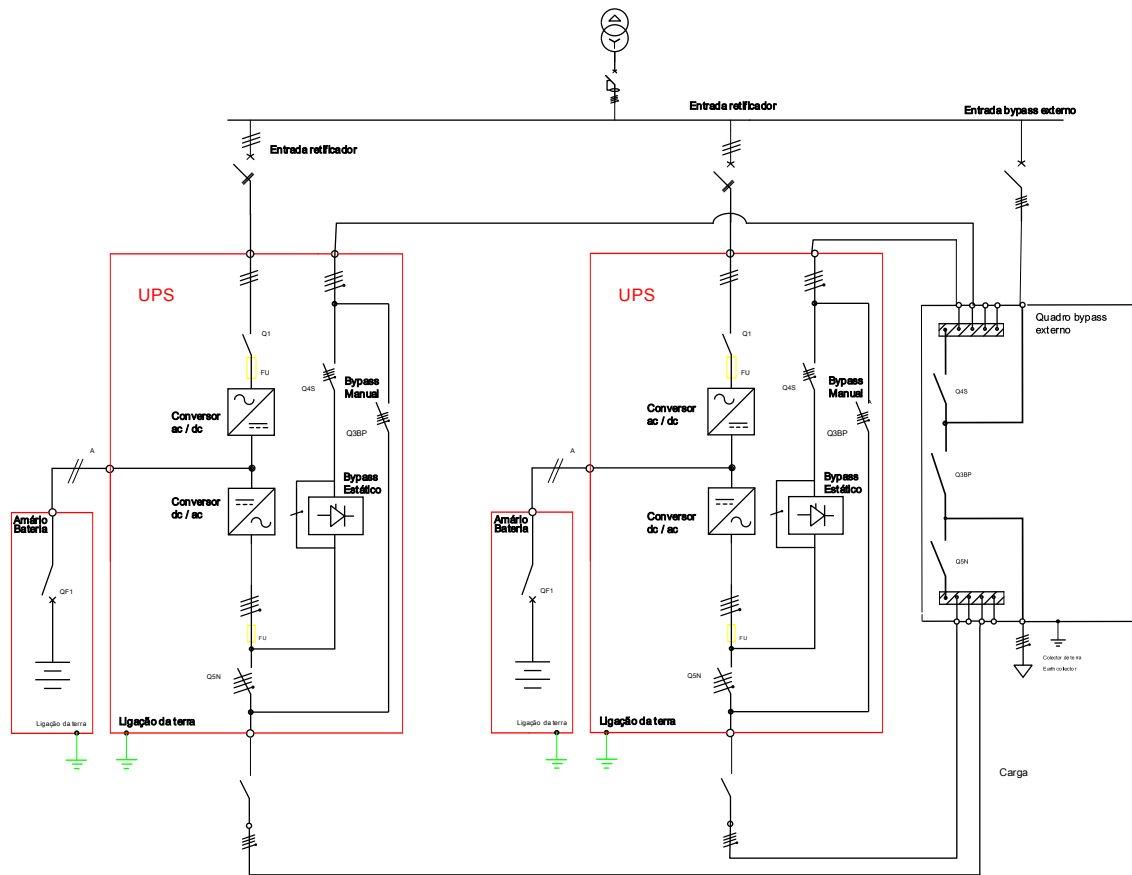 Entrada retificador
Entrada bypass externo
Entrada retificador
UPS
UPS
Quadro bypass
externo
Q1
FU
Q4S
Bypass
Manual
Conversor
ac / dc
Q3BP
A
Bypass
Estático
Conversor
dc / ac
Amário
Bateria
QF1
FU
Q5N
Ligação da terra
Ligação da terra
Q1
FU
Q4S
Bypass
Manual
A
Conversor
ac / dc
Q3BP
A
Bypass
Estático
Conversor
dc / ac
Amário
Bateria
QF1
FU
Q5N
Ligação da terra
Ligação da terra
Q4S
Q3BP
Q5N
Colector de terra
Earth collector
Carga